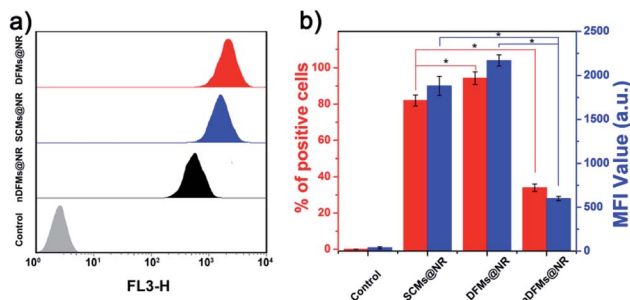 a)
DFMs@NR
SCMs@NR
nDFMs@NR
Control
10⁰ 10¹ 10² 10³ 10⁴
FL3-H
b)
% of positive cells
100
80
60
40
20
0
* * * *
2500
2000
1500
1000
500
0
MFI Value (a.u.)
Control SCMs@NR DFMs@NR nDFMs@NR